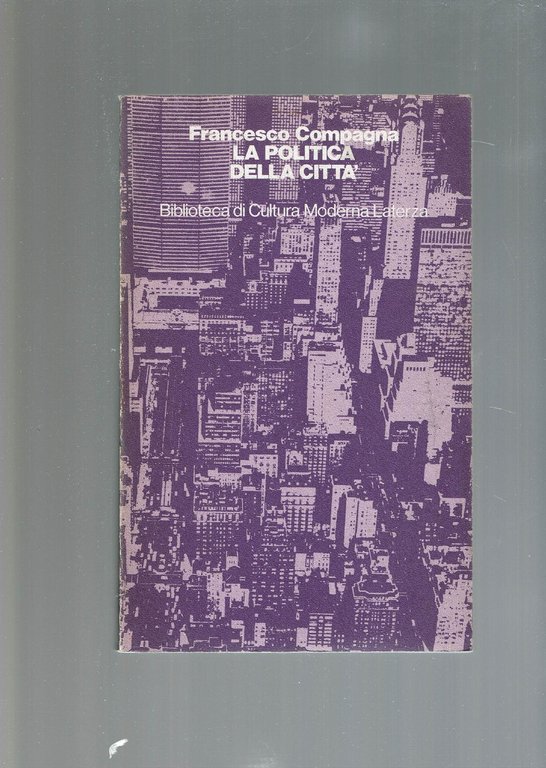 Francesco Compagna
LA POLITICA
DELLA CITTA'
Biblioteca di Cultura Moderna Laterza